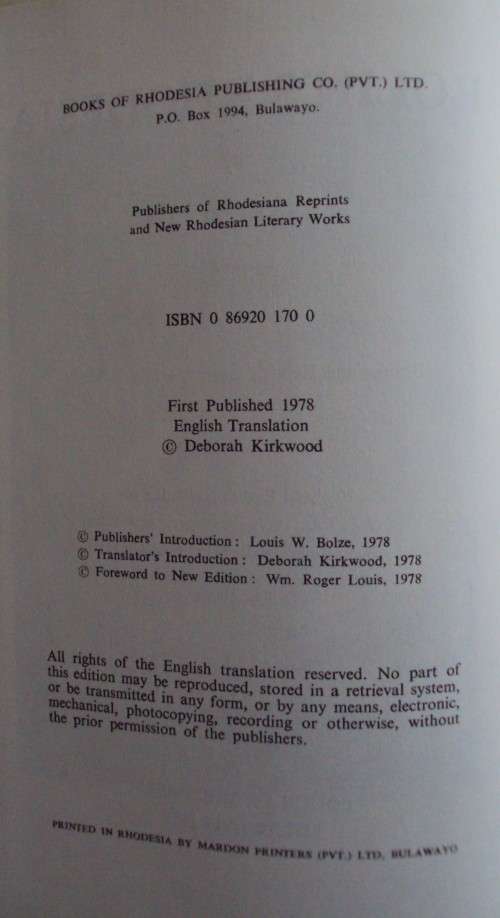 BOOKS OF RHODESIA PUBLISHING CO. (PVT.) LTD.
P.O. Box 1994, Bulawayo.
Publishers of Rhodesiana Reprints
and New Rhodesian Literary Works
ISBN 0 86920 170 0
First Published 1978
English Translation
© Deborah Kirkwood
© Publishers' Introduction : Louis W. Bolze, 1978
© Translator's Introduction : Deborah Kirkwood, 1978
© Foreword to New Edition : Wm. Roger Louis, 1978
All rights of the English translation reserved. No part of
this edition may be reproduced, stored in a retrieval system,
or be transmitted in any form, or by any means, electronic,
mechanical, photocopying, recording or otherwise, without
the prior permission of the publishers.
PRINTED IN RHODESIA BY MARDON PRINTERS (PVT.) LTD, BULAWAYO